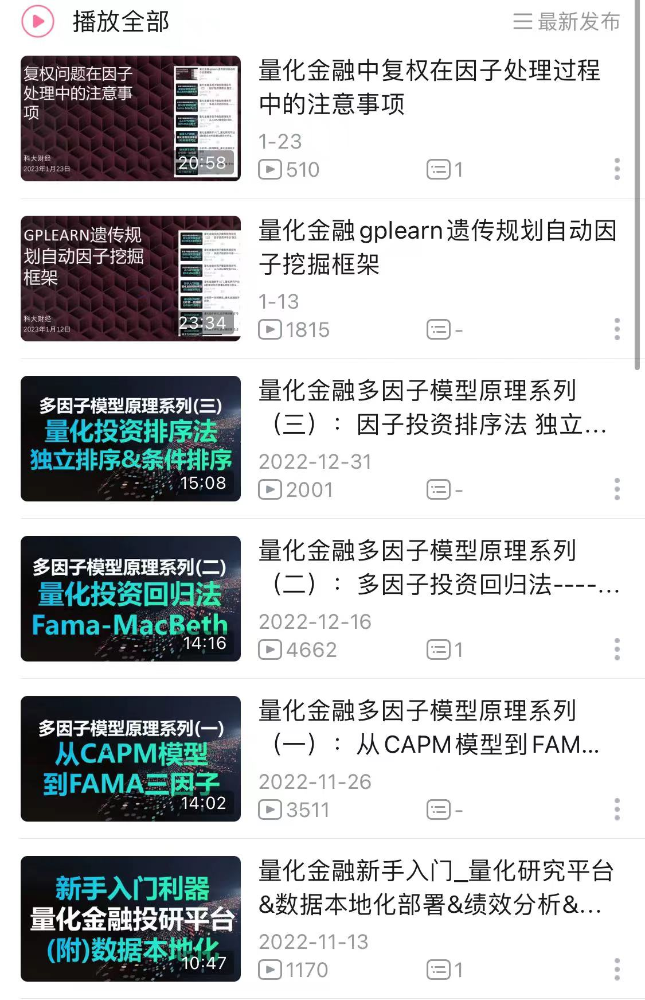 播放全部
最新发布
复权问题在因子
处理中的注意事
项
科大财经
2023年1月23日
20:58
量化金融中复权在因子处理过程
中的注意事项
1-23
510
1
GPLEARN遗传规
划自动因子挖掘
框架
科大财经
2023年1月12日
23:34
量化金融gplearn遗传规划自动因
子挖掘框架
1-13
1815
-
多因子模型原理系列(三)
量化投资排序法
独立排序&条件排序
15:08
量化金融多因子模型原理系列
（三）：因子投资排序法 独立...
2022-12-31
2001
-
多因子模型原理系列(二)
量化投资回归法
Fama-MacBeth
14:16
量化金融多因子模型原理系列
（二）：多因子投资回归法----...
2022-12-16
4662
1
多因子模型原理系列(一)
从CAPM模型
到FAMA三因子
14:02
量化金融多因子模型原理系列
（一）：从CAPM模型到FAM...
2022-11-26
3511
-
新手入门利器
量化金融投研平台
(附)数据本地化
10:47
量化金融新手入门_量化研究平台
&数据本地化部署&绩效分析&...
2022-11-13
1170
1